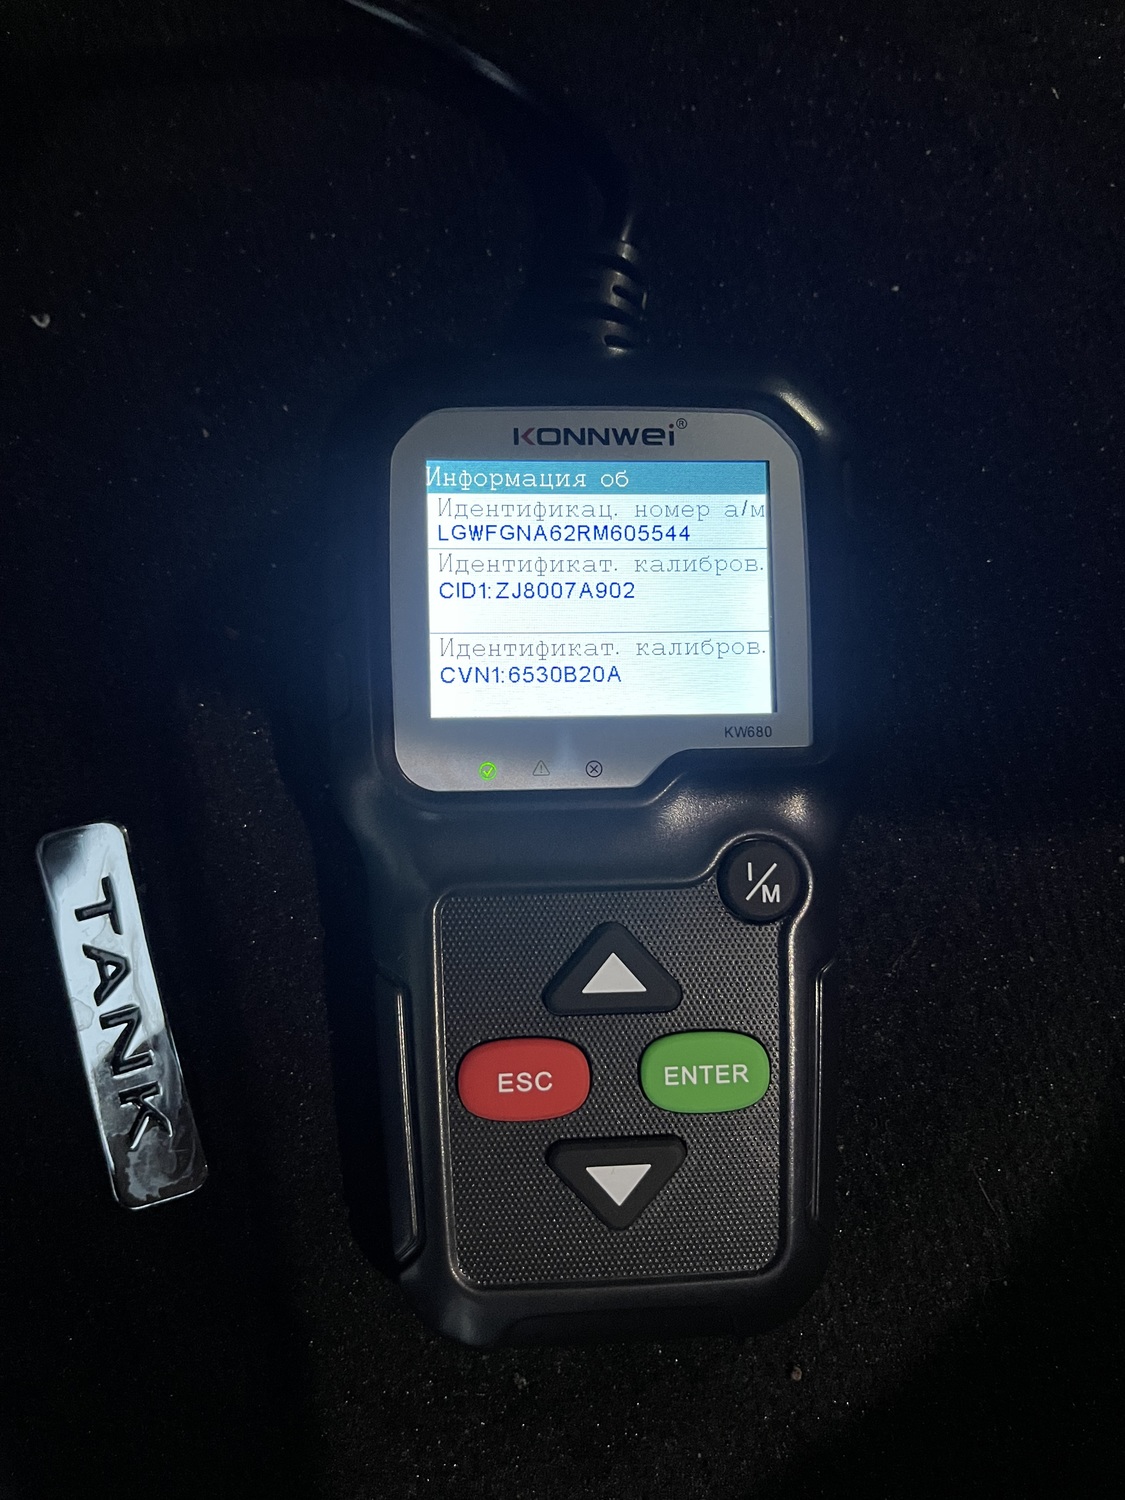 KONNWEI®
Информация об
Идентификац. номер а/м
LGWFGNA62RM605544
Идентификат. калибров.
CID1:ZJ8007A902
Идентификат. калибров.
CVN1:6530B20A
KW680
I/M
ESC
ENTER
TANK